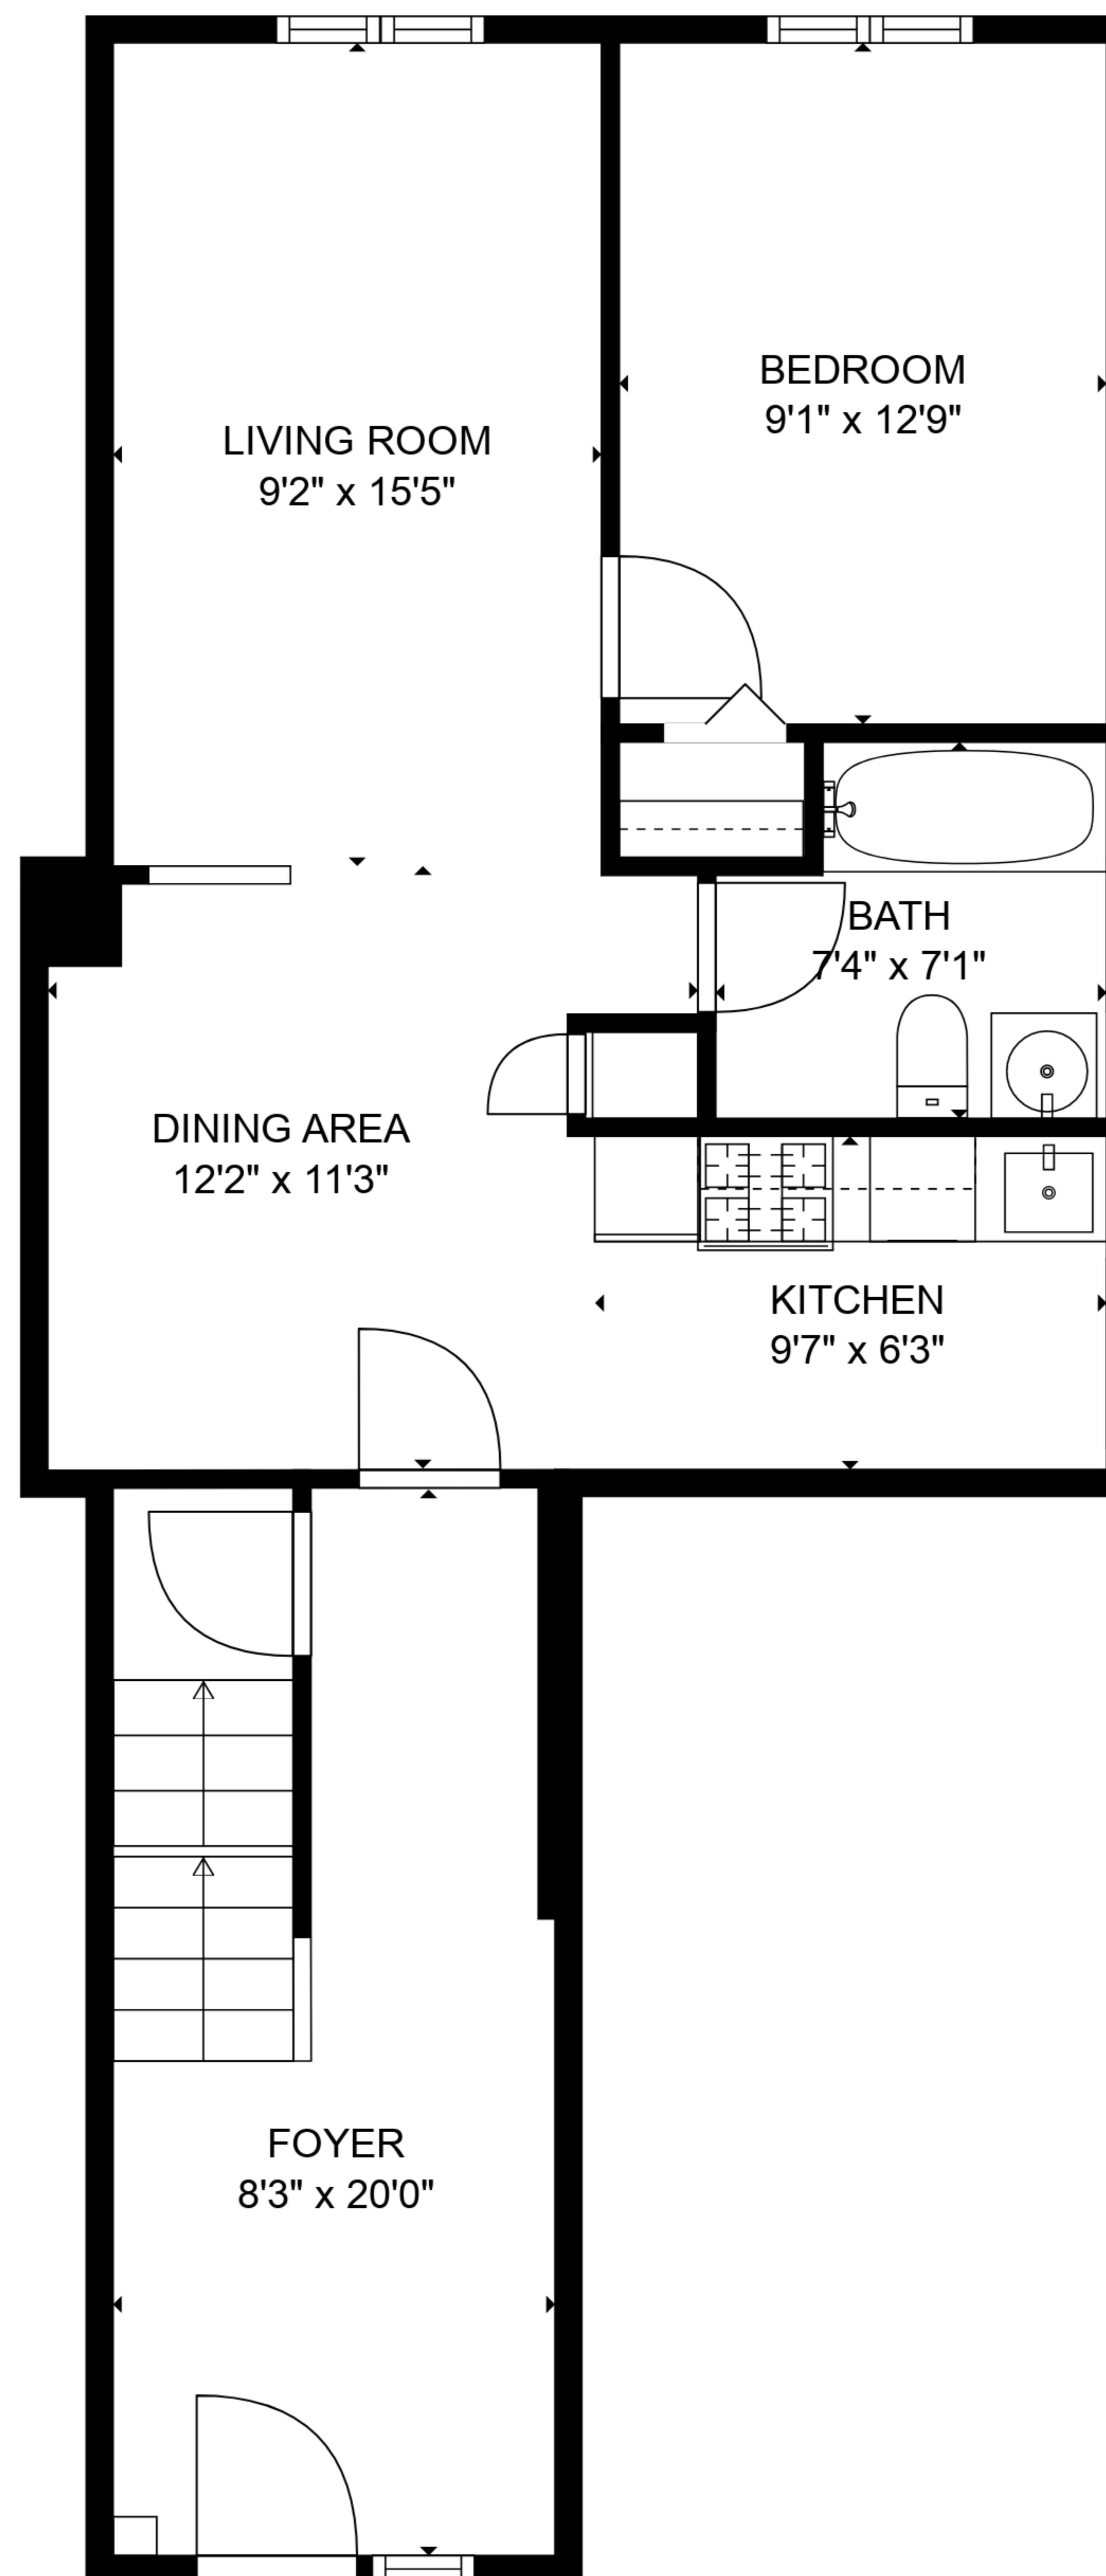 BEDROOM
9'1" x 12'9"
LIVING ROOM
9'2" x 15'5"
BATH
7'4" x 7'1"
DINING AREA
12'2" x 11'3"
KITCHEN
9'7" x 6'3"
FOYER
8'3" x 20'0"